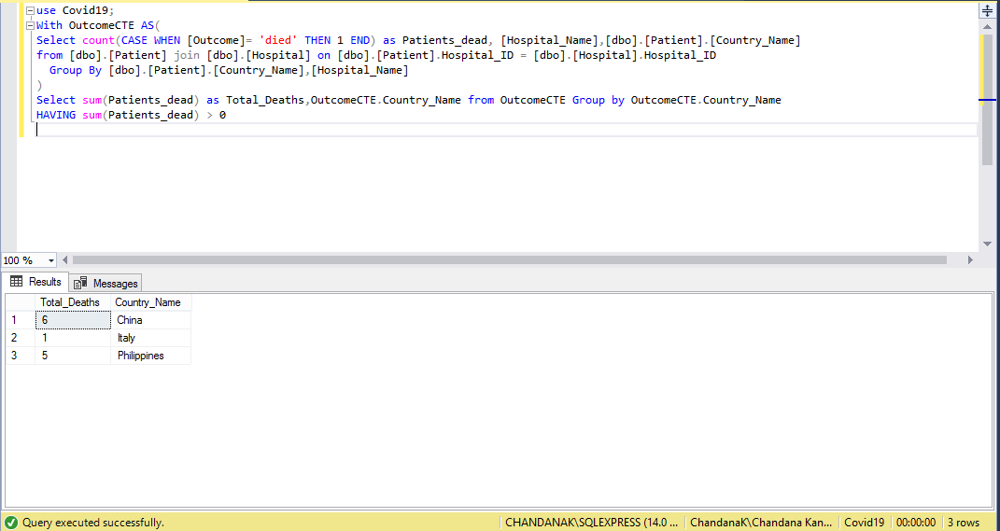 use Covid19;
With OutcomeCTE AS(
Select count(CASE WHEN [Outcome]= 'died' THEN 1 END) as Patients_dead, [Hospital_Name],[dbo].[Patient].[Country_Name]
from [dbo].[Patient] join [dbo].[Hospital] on [dbo].[Patient].Hospital_ID = [dbo].[Hospital].Hospital_ID
Group By [dbo].[Patient].[Country_Name],[Hospital_Name]
)
Select sum(Patients_dead) as Total_Deaths,OutcomeCTE.Country_Name from OutcomeCTE Group by OutcomeCTE.Country_Name
HAVING sum(Patients_dead) > 0
100 %
Results Messages
Total_Deaths Country_Name
1 6 China
2 1 Italy
3 5 Philippines
Query executed successfully. CHANDANAK\SQLEXPRESS (14.0 ... ChandanaK\Chandana Kan... Covid19 00:00:00 3 rows